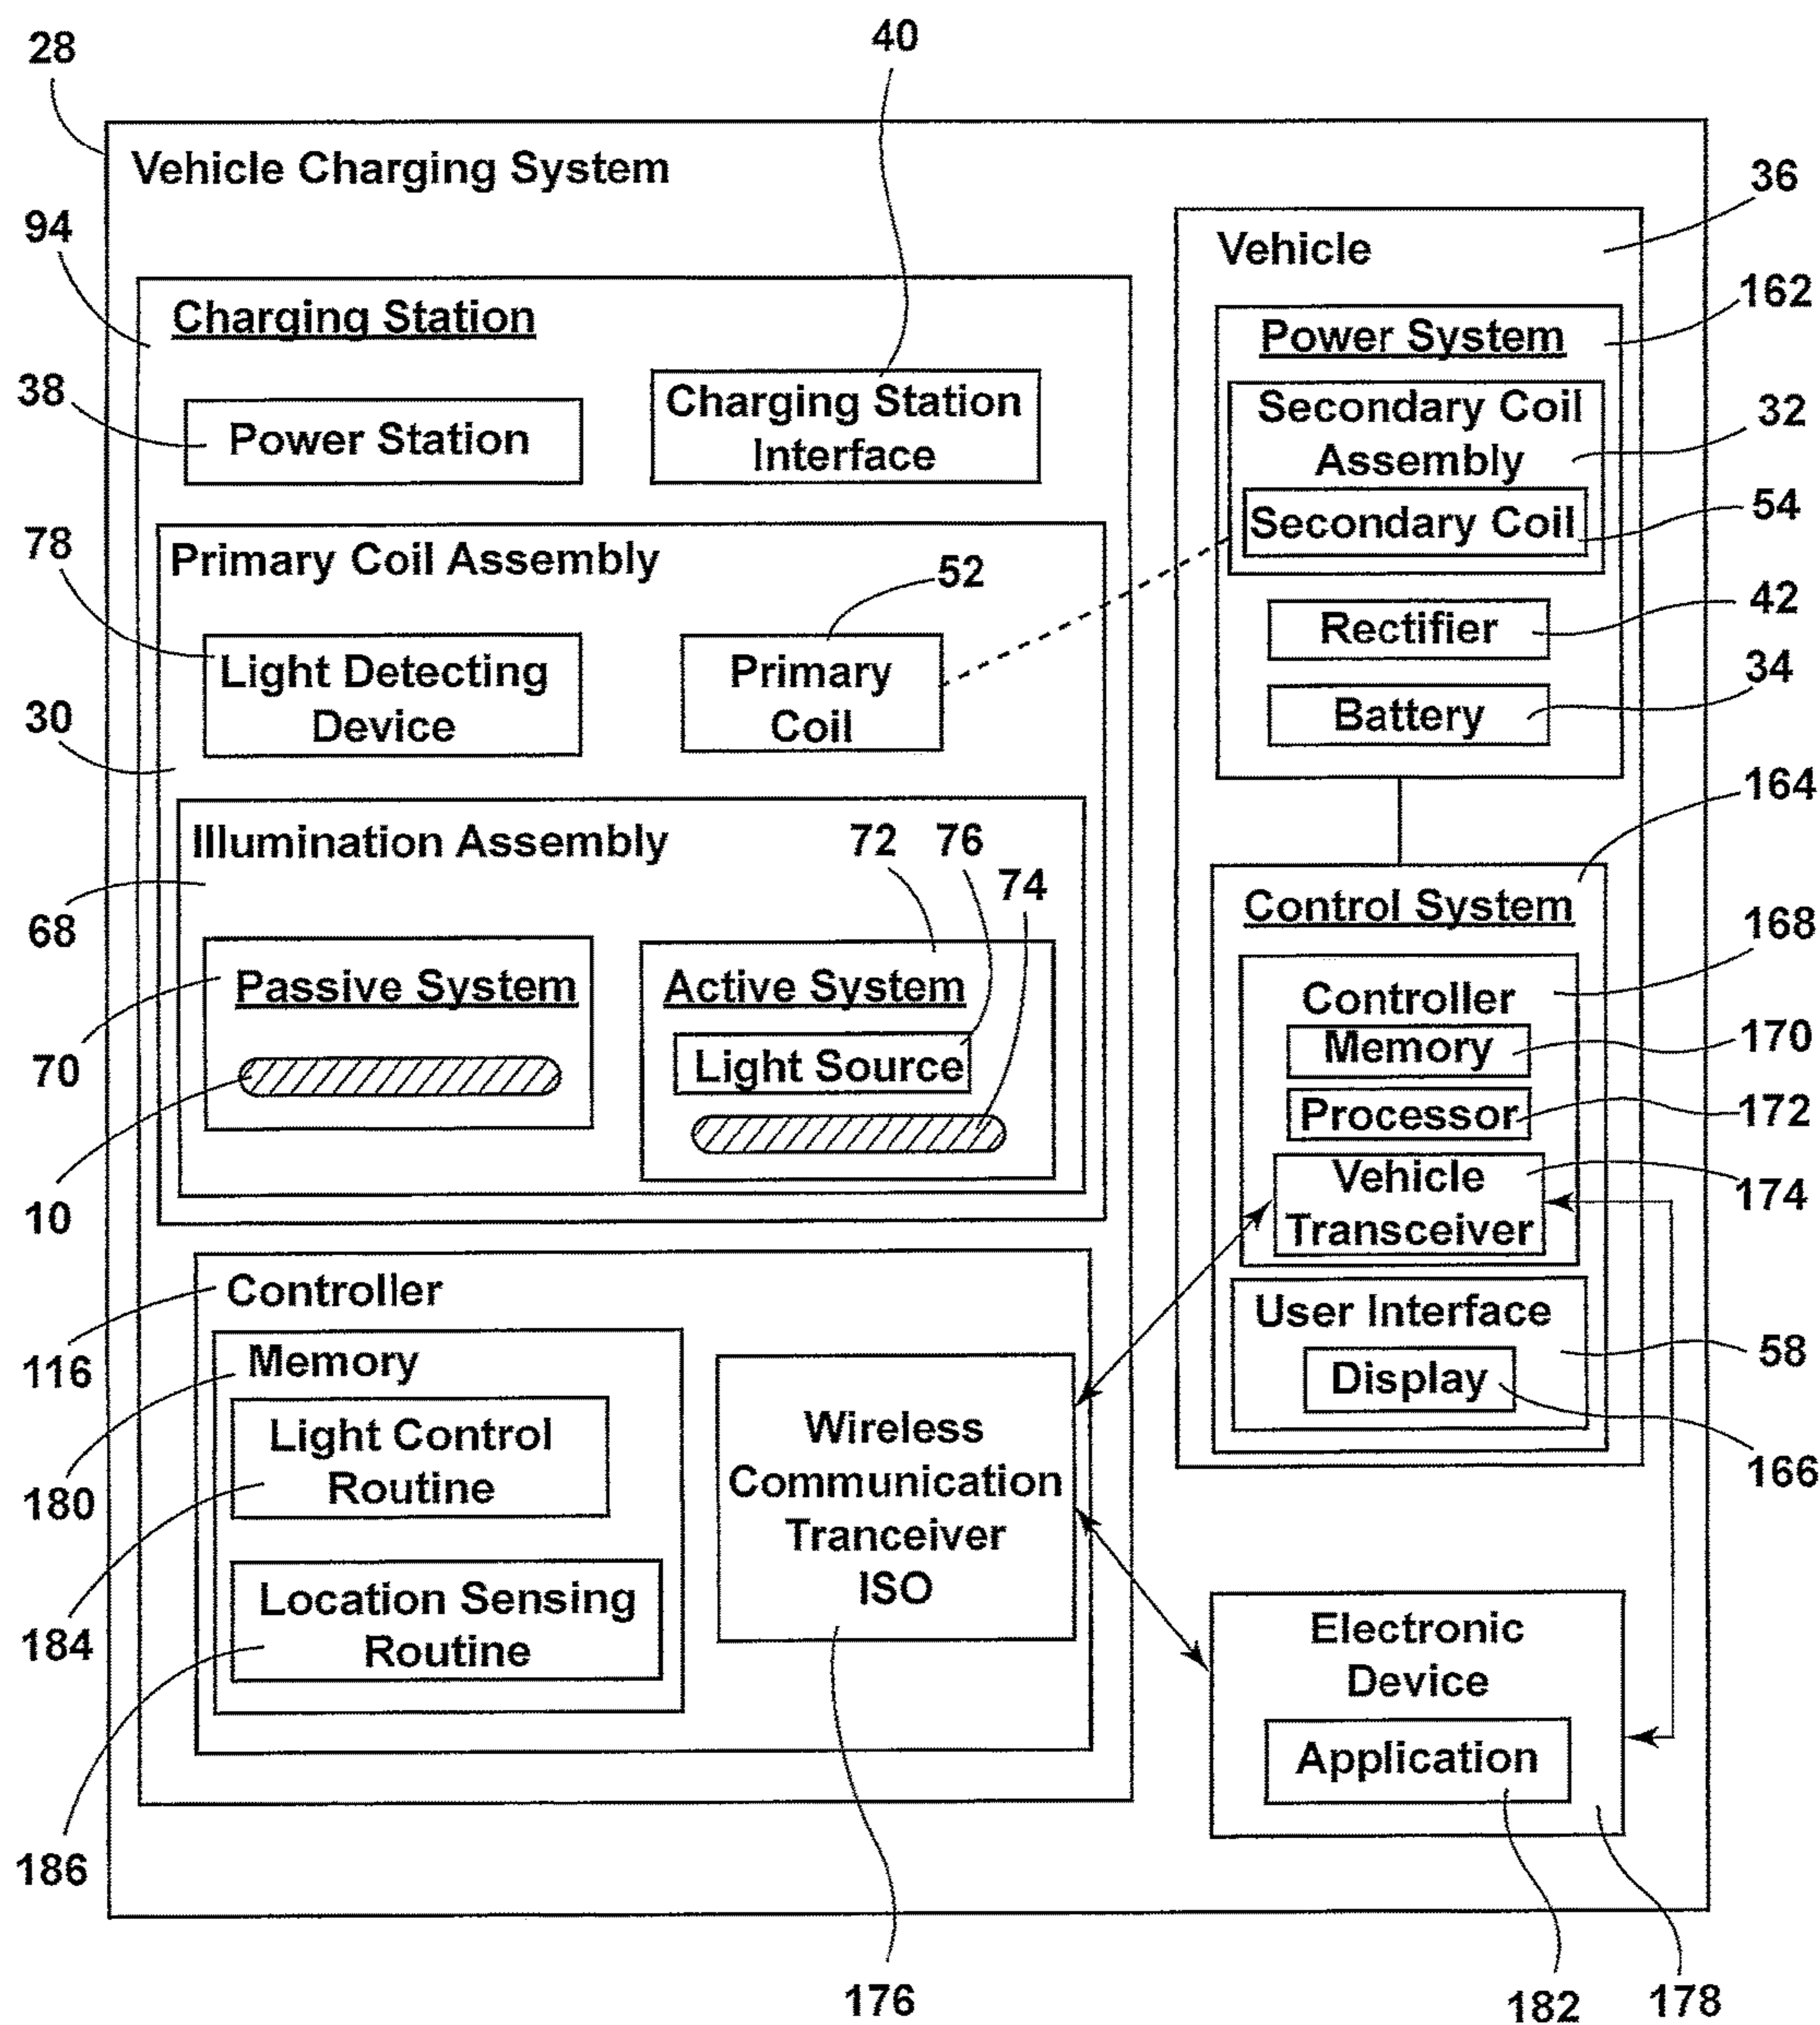 28
40
Vehicle Charging System
36
94
Vehicle
162
Charging Station
Power System
38
Power Station
Charging Station
Interface
Secondary Coil
Assembly
32
Secondary Coil
54
78
Primary Coil Assembly
52
Rectifier
42
Light Detecting
Device
Primary
Coil
30
Battery
34
Illumination Assembly
72
76
74
164
68
Control System
168
Passive System
Active System
Controller
70
Light Source
Memory
170
Processor
172
10
Vehicle
Transceiver
174
Controller
User Interface
58
116
Memory
Display
166
Light Control
Routine
180
Wireless
Communication
Tranceiver
ISO
184
Location Sensing
Routine
Electronic
Device
Application
186
176
182
178